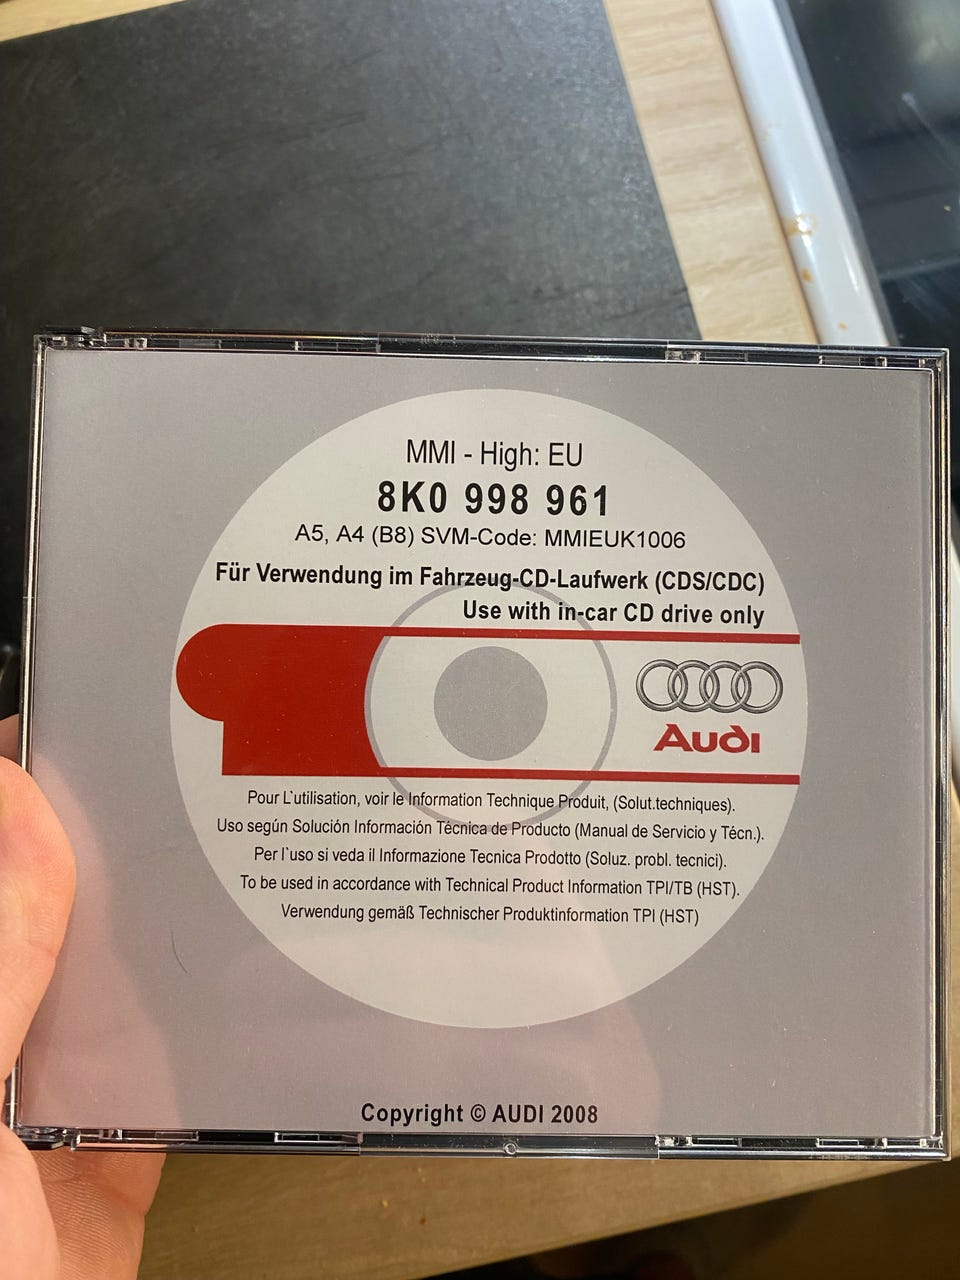 MMI - High: EU
8K0 998 961
A5, A4 (B8) SVM-Code: MMIEUK1006
Für Verwendung im Fahrzeug-CD-Laufwerk (CDS/CDC)
Use with in-car CD drive only
Audi
Pour L`utilisation, voir le Information Technique Produit, (Solut.techniques).
Uso según Solución Información Técnica de Producto (Manual de Servicio y Técn.).
Per l`uso si veda il Informazione Tecnica Prodotto (Soluz. probl. tecnici).
To be used in accordance with Technical Product Information TPI/TB (HST).
Verwendung gemäß Technischer Produktinformation TPI (HST)
Copyright © AUDI 2008